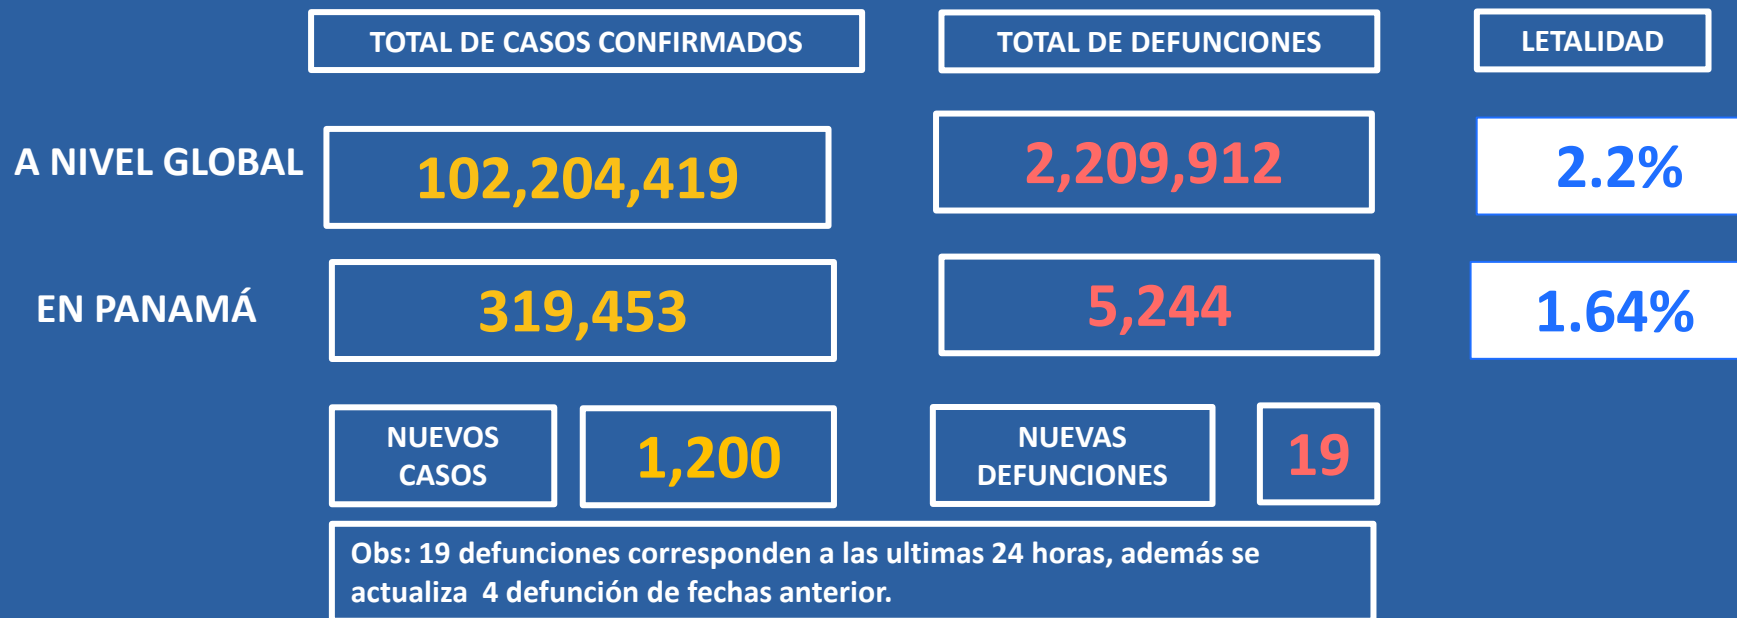 TOTAL DE CASOS CONFIRMADOS
TOTAL DE DEFUNCIONES
LETALIDAD
A NIVEL GLOBAL
102,204,419
2,209,912
2.2%
EN PANAMÁ
319,453
5,244
1.64%
NUEVOS
CASOS
1,200
NUEVAS
DEFUNCIONES
19
Obs: 19 defunciones corresponden a las ultimas 24 horas, además se
actualiza 4 defunción de fechas anterior.